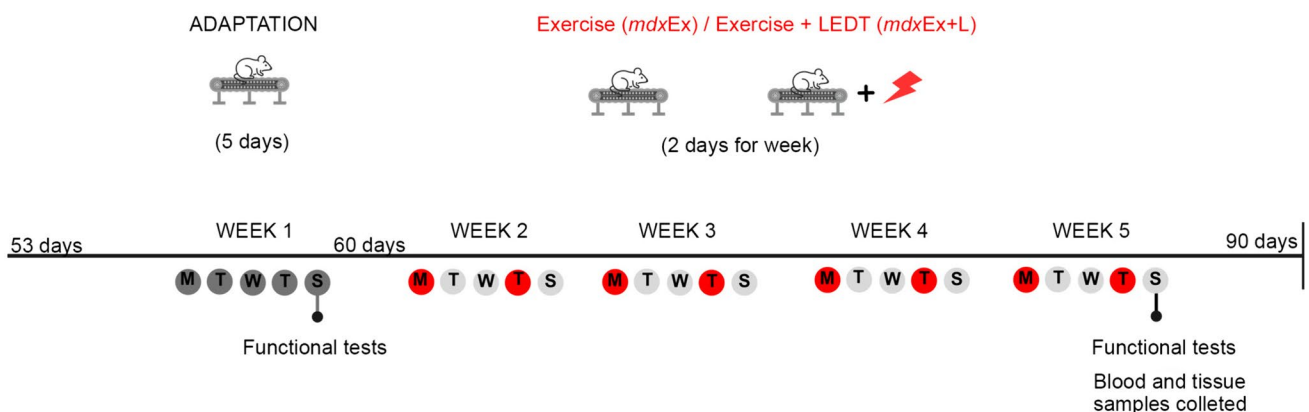 ADAPTATION
Exercise (mdxEx) / Exercise + LEDT (mdxEx+L)
+
(5 days)
(2 days for week)
53 days
WEEK 1
60 days
WEEK 2
WEEK 3
WEEK 4
WEEK 5
90 days
M T W T S
M T W T S
M T W T S
M T W T S
M T W T S
Functional tests
Functional tests
Blood and tissue
samples colleted